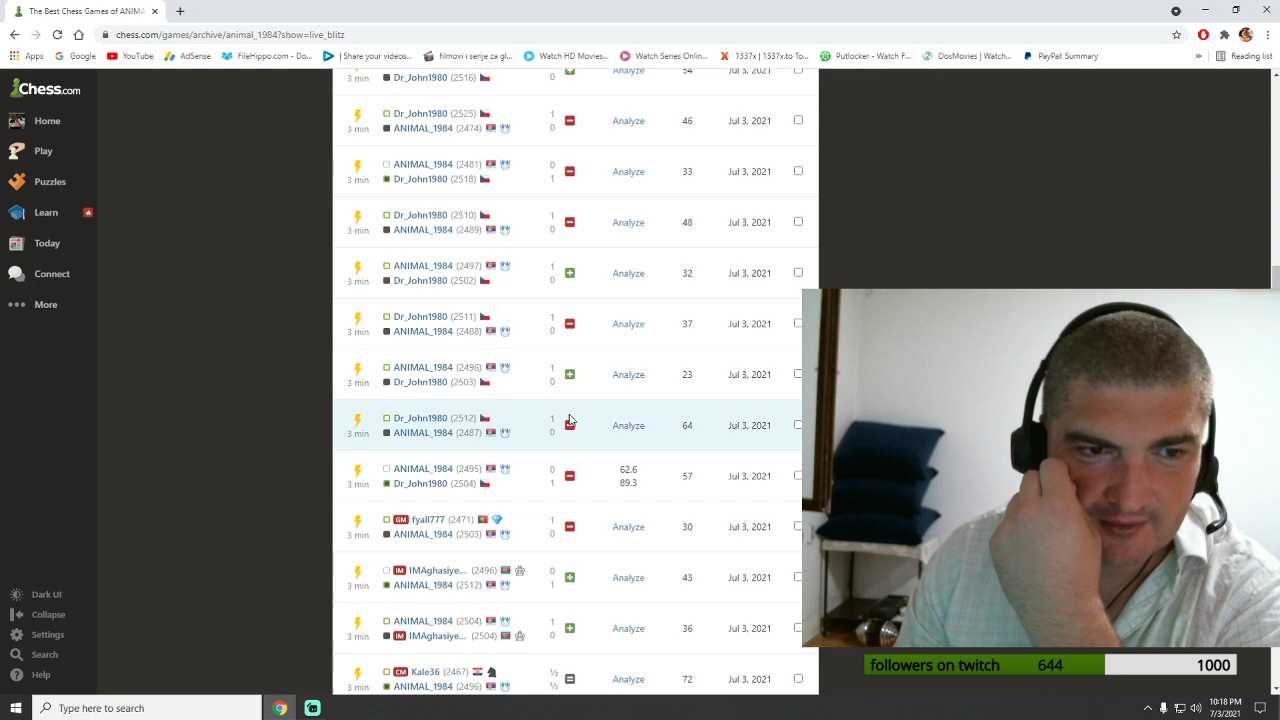 The Best Chess Games of ANIMA
chess.com/games/archive/animal_1984?show=live_blitz
Apps Google YouTube AdSense FileHippo.com - Do... Share your videos... filmovi i serije za gl... Watch HD Movies... Watch Series Onlin... 1337x 1337x.to To... Putlocker - Watch F... DosMovies | Watch... PayPal: Summary » Reading list
Chess.com
Home
Play
Puzzles
Learn
Today
Connect
More
Dark UI
Collapse
Settings
Search
Help
3 min Dr_John1980 (2516) 0 Analyze 54 Jul 3, 2021
Dr_John1980 (2525) 1
3 min ANIMAL_1984 (2474) 0 Analyze 46 Jul 3, 2021
ANIMAL_1984 (2481) 0
3 min Dr_John1980 (2518) 1 Analyze 33 Jul 3, 2021
Dr_John1980 (2510) 1
3 min ANIMAL_1984 (2489) 0 Analyze 48 Jul 3, 2021
ANIMAL_1984 (2497) 1
3 min Dr_John1980 (2502) 0 Analyze 32 Jul 3, 2021
Dr_John1980 (2511) 1
3 min ANIMAL_1984 (2488) 0 Analyze 37 Jul 3, 2021
ANIMAL_1984 (2496) 1
3 min Dr_John1980 (2503) 0 Analyze 23 Jul 3, 2021
Dr_John1980 (2512) 1
3 min ANIMAL_1984 (2487) 0 Analyze 64 Jul 3, 2021
ANIMAL_1984 (2495) 0 62.6
3 min Dr_John1980 (2504) 1 89.3 57 Jul 3, 2021
GM fyall777 (2471) 1
3 min ANIMAL_1984 (2503) 0 Analyze 30 Jul 3, 2021
IM IMAghasiye... (2496) 0
3 min ANIMAL_1984 (2512) 1 Analyze 43 Jul 3, 2021
ANIMAL_1984 (2504) 1
3 min IM IMAghasiye... (2504) 0 Analyze 36 Jul 3, 2021
CM Kale36 (2467) ½
3 min ANIMAL_1984 (2496) ½ Analyze 72 Jul 3, 2021
followers on twitch 644 1000
Type here to search
10:18 PM
7/3/2021